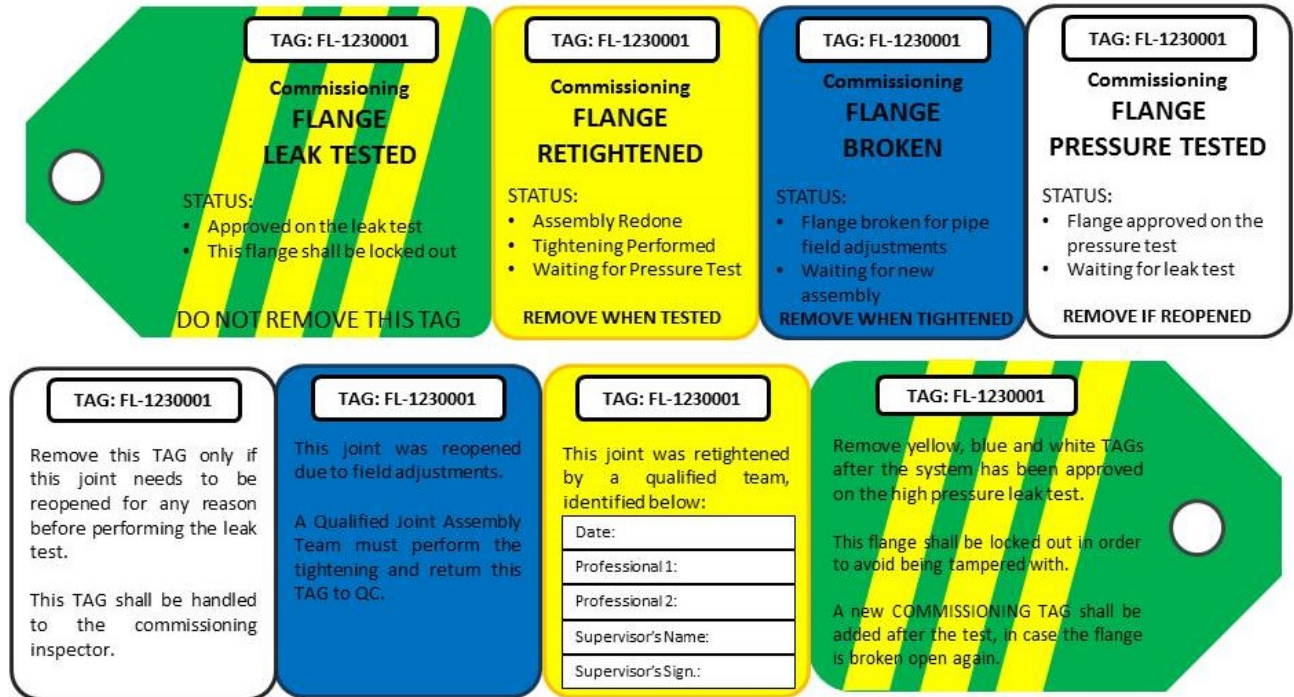 TAG: FL-1230001
Commissioning
FLANGE
LEAK TESTED
STATUS:
• Approved on the leak test
• This flange shall be locked out
DO NOT REMOVE THIS TAG
TAG: FL-1230001
Commissioning
FLANGE
RETIGHTENED
STATUS:
• Assembly Redone
• Tightening Performed
• Waiting for Pressure Test
REMOVE WHEN TESTED
TAG: FL-1230001
Commissioning
FLANGE
BROKEN
STATUS:
• Flange broken for pipe
field adjustments
• Waiting for new
assembly
REMOVE WHEN TIGHTENED
TAG: FL-1230001
Commissioning
FLANGE
PRESSURE TESTED
STATUS:
• Flange approved on the
pressure test
• Waiting for leak test
REMOVE IF REOPENED
TAG: FL-1230001
Remove this TAG only if
this joint needs to be
reopened for any reason
before performing the leak
test.
This TAG shall be handled
to the commissioning
inspector.
TAG: FL-1230001
This joint was reopened
due to field adjustments.
A Qualified Joint Assembly
Team must perform the
tightening and return this
TAG to QC.
TAG: FL-1230001
This joint was retightened
by a qualified team,
identified below:
Date:
Professional 1:
Professional 2:
Supervisor's Name:
Supervisor's Sign.:
TAG: FL-1230001
Remove yellow, blue and white TAGs
after the system has been approved
on the high pressure leak test.
This flange shall be locked out in order
to avoid being tampered with.
A new COMMISSIONING TAG shall be
added after the test, in case the flange
is broken open again.